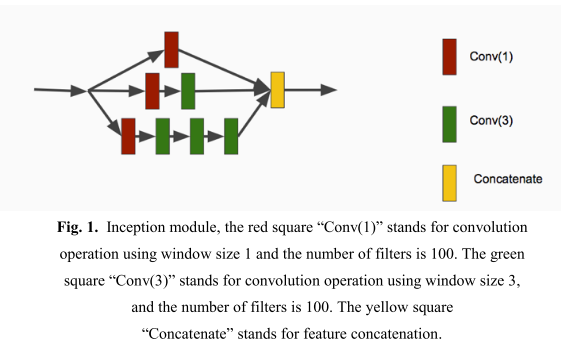 Conv(1)
Conv(3)
Concatenate
Fig. 1. Inception module, the red square “Conv(1)” stands for convolution
operation using window size 1 and the number of filters is 100. The green
square “Conv(3)” stands for convolution operation using window size 3,
and the number of filters is 100. The yellow square
“Concatenate” stands for feature concatenation.